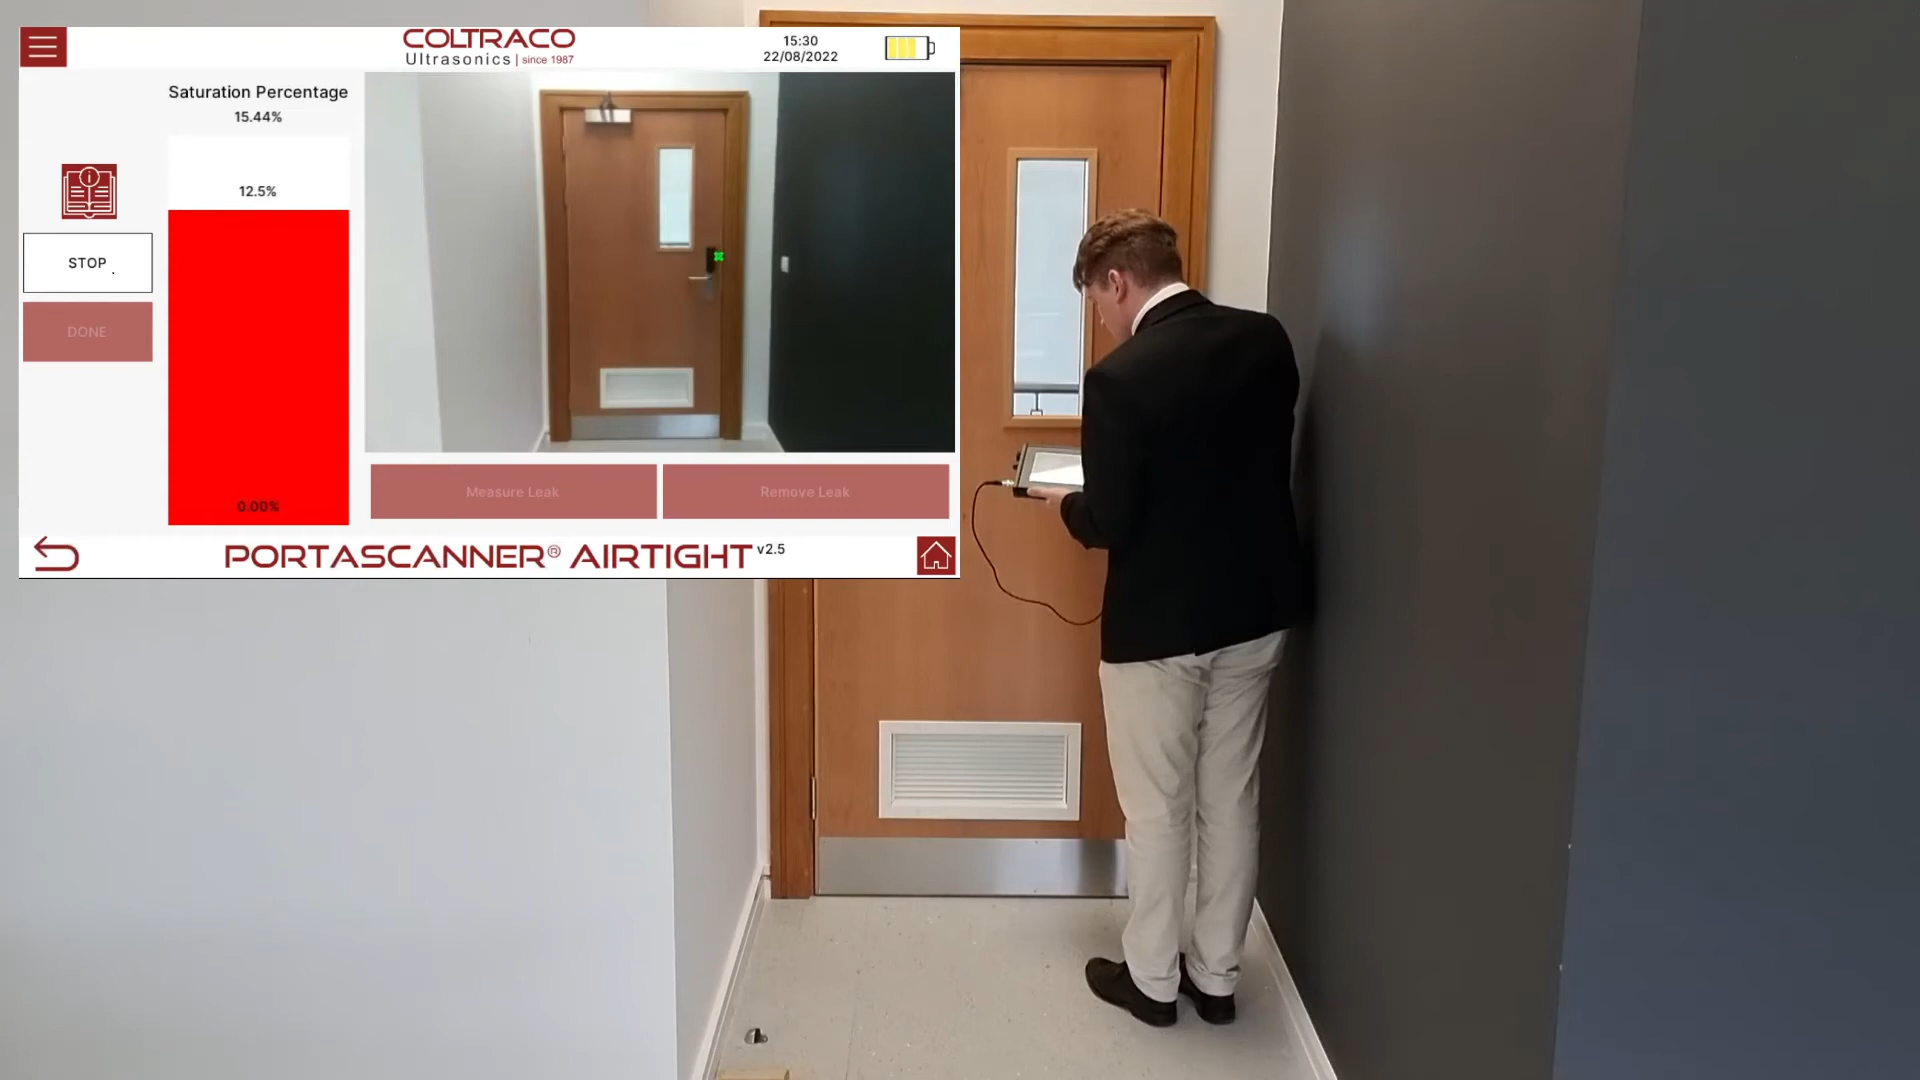 COLTRACO
Ultrasonics | since 1987
15:30
22/08/2022
Saturation Percentage
15.44%
12.5%
STOP
DONE
0.00%
Measure Leak
Remove Leak
PORTASCANNER® AIRTIGHT v2.5